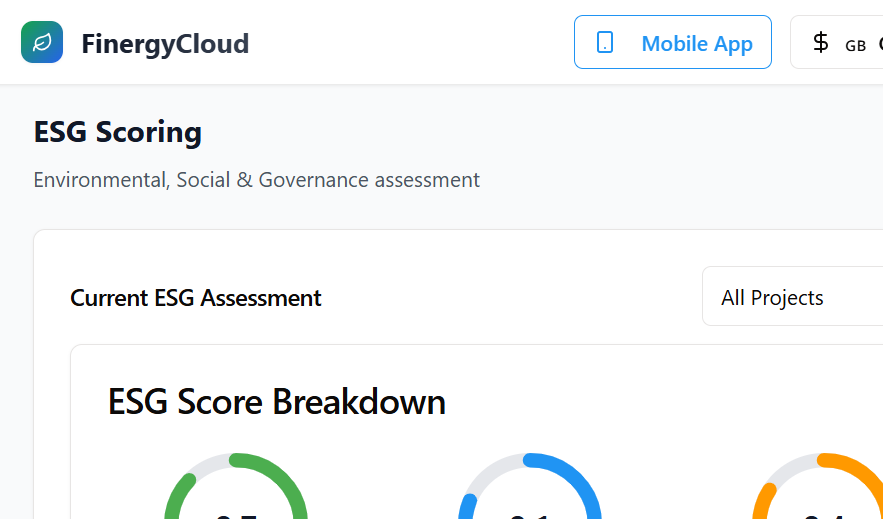 FinergyCloud
Mobile App
$ GB
ESG Scoring
Environmental, Social & Governance assessment
Current ESG Assessment
All Projects
ESG Score Breakdown